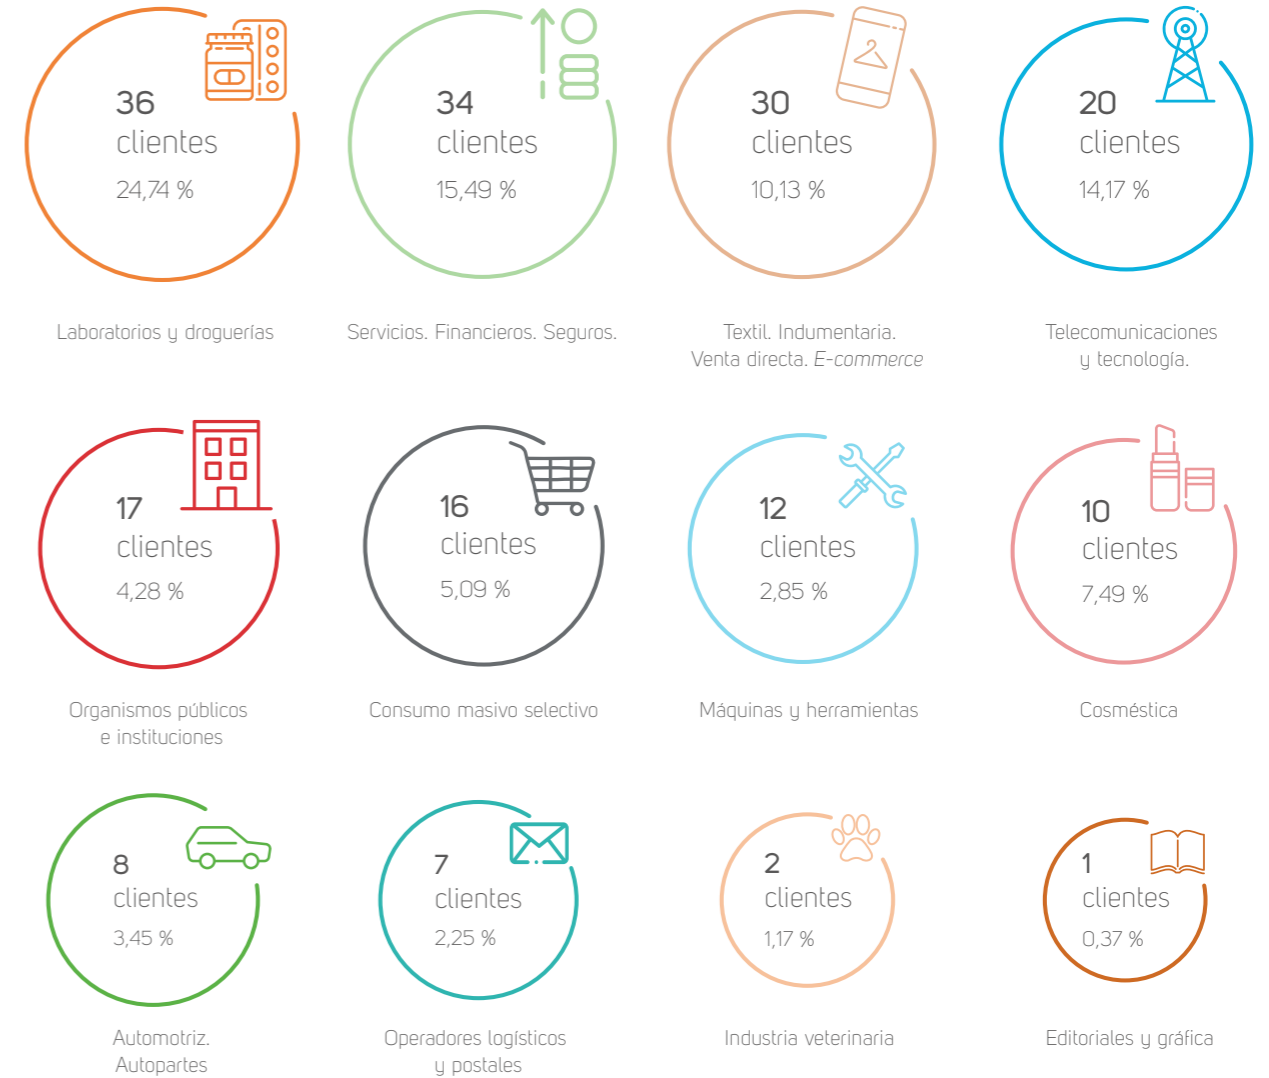 36
clientes
24,74 %
Laboratorios y droguerías
34
clientes
15,49 %
Servicios. Financieros. Seguros.
30
clientes
10,13 %
Textil. Indumentaria.
Venta directa. E-commerce
20
clientes
14,17 %
Telecomunicaciones
y tecnología.
17
clientes
4,28 %
Organismos públicos
e instituciones
16
clientes
5,09 %
Consumo masivo selectivo
12
clientes
2,85 %
Máquinas y herramientas
10
clientes
7,49 %
Cosméstica
8
clientes
3,45 %
Automotriz.
Autopartes
7
clientes
2,25 %
Operadores logísticos
y postales
2
clientes
1,17 %
Industria veterinaria
1
clientes
0,37 %
Editoriales y gráfica